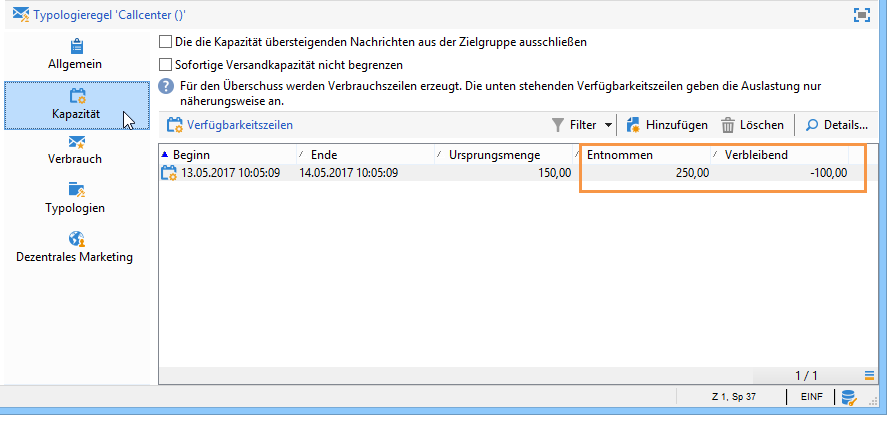 Typologieregel 'Callcenter ()'
Allgemein
Kapazität
Verbrauch
Typologien
Dezentrales Marketing
Die die Kapazität übersteigenden Nachrichten aus der Zielgruppe ausschließen
Sofortige Versandkapazität nicht begrenzen
Für den Überschuss werden Verbrauchszeilen erzeugt. Die unten stehenden Verfügbarkeitszeilen geben die Auslastung nur
näherungsweise an.
Verfügbarkeitszeilen Filter Hinzufügen Löschen Details...
Beginn Ende Ursprungsmenge Entnommen Verbleibend
13.05.2017 10:05:09 14.05.2017 10:05:09 150,00 250,00 -100,00
1 / 1
Z 1, Sp 37 EINF